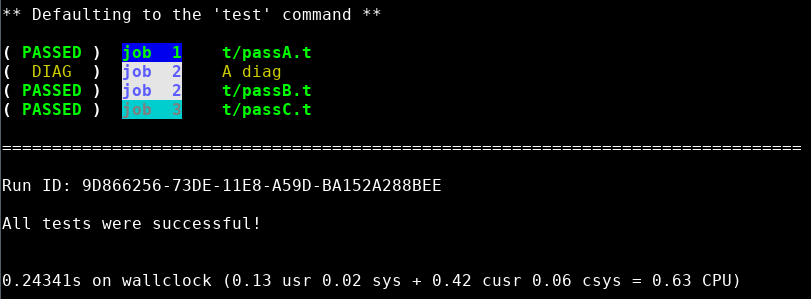 ** Defaulting to the 'test' command **
( PASSED )  job  1    t/passA.t
(  DIAG  )  job  2    A diag
( PASSED )  job  2    t/passB.t
( PASSED )  job  3    t/passC.t
================================================================================
Run ID: 9D866256-73DE-11E8-A59D-BA152A288BEE
All tests were successful!
0.24341s on wallclock (0.13 usr 0.02 sys + 0.42 cusr 0.06 csys = 0.63 CPU)